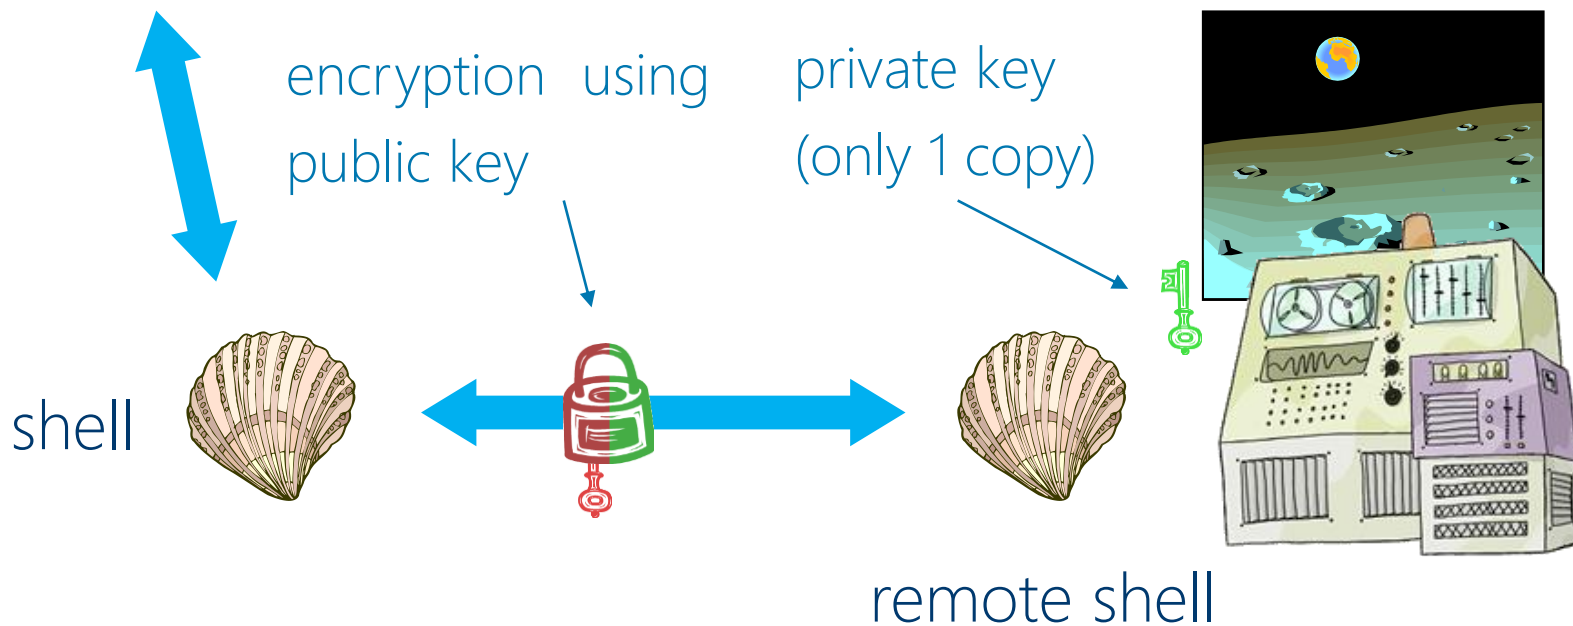 encryption using
public key
private key
(only 1 copy)
shell
remote shell